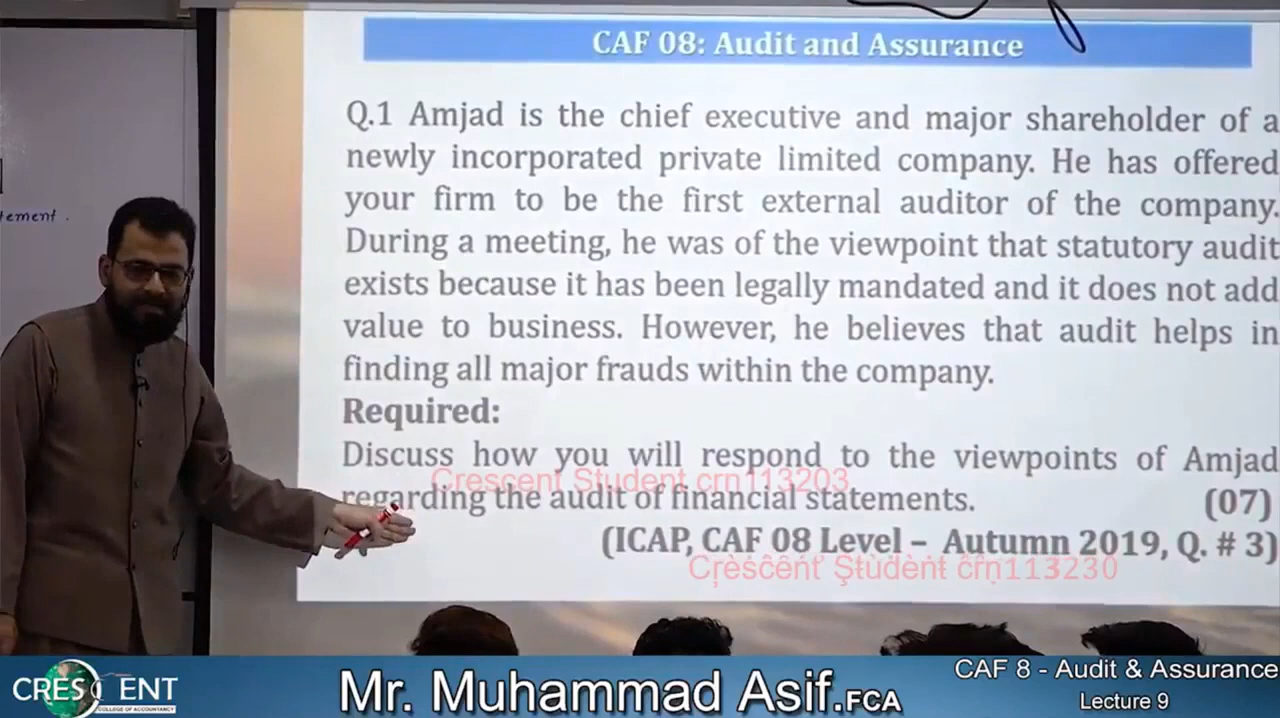 CAF 08: Audit and Assurance
Q.1 Amjad is the chief executive and major shareholder of a
newly incorporated private limited company. He has offered
your firm to be the first external auditor of the company.
During a meeting, he was of the viewpoint that statutory audit
exists because it has been legally mandated and it does not add
value to business. However, he believes that audit helps in
finding all major frauds within the company.
Required:
Discuss how you will respond to the viewpoints of Amjad
Crescent Student crn113203
regarding the audit of financial statements. (07)
(ICAP, CAF 08 Level – Autumn 2019, Q. # 3)
Cŗèsĉêńť Şţùdèńŧ ĉřņ113230
tement.
CRESCENT
COLLEGE OF ACCOUNTANCY
Mr. Muhammad Asif.FCA
CAF 8 - Audit & Assurance
Lecture 9